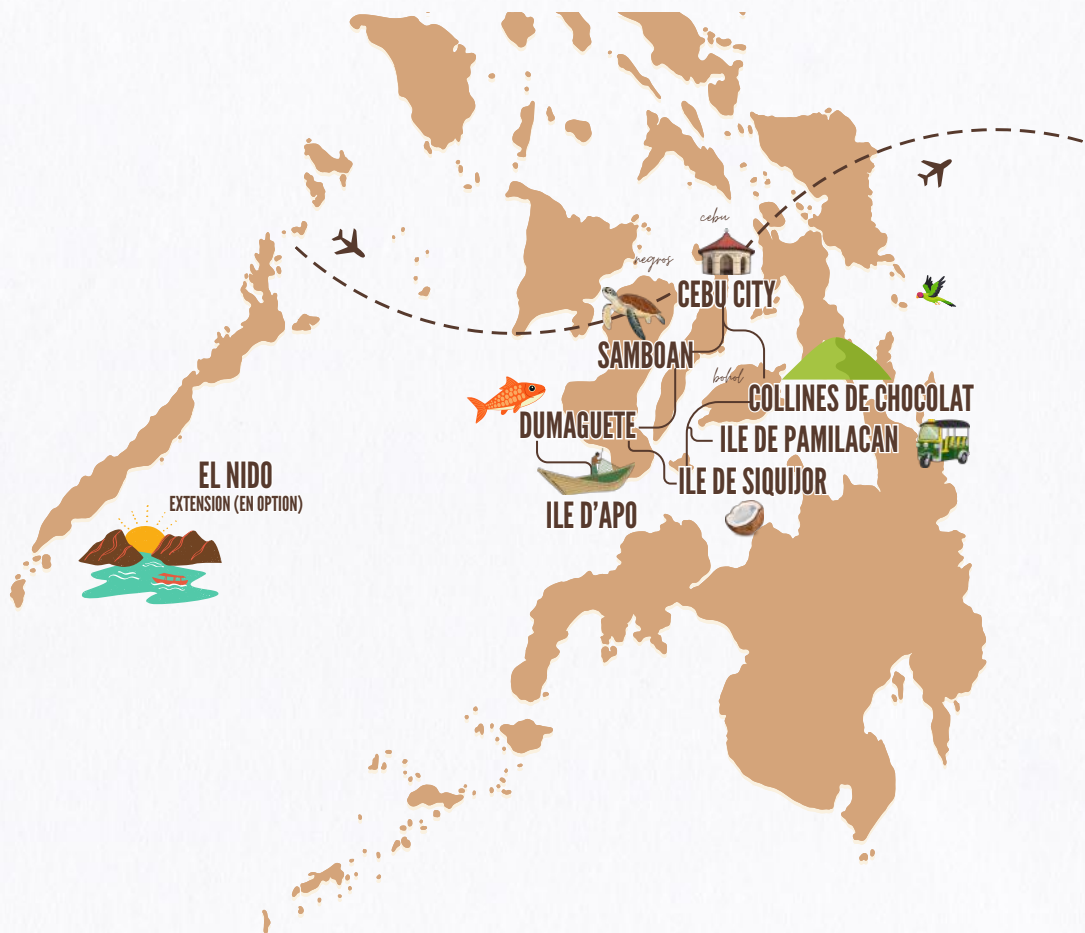 cebu
negros
CEBU CITY
SAMBOAN
bohol
COLLINES DE CHOCOLAT
DUMAGUETE
ILE DE PAMILACAN
EL NIDO
EXTENSION (EN OPTION)
ILE DE SIQUIJOR
ILE D'APO